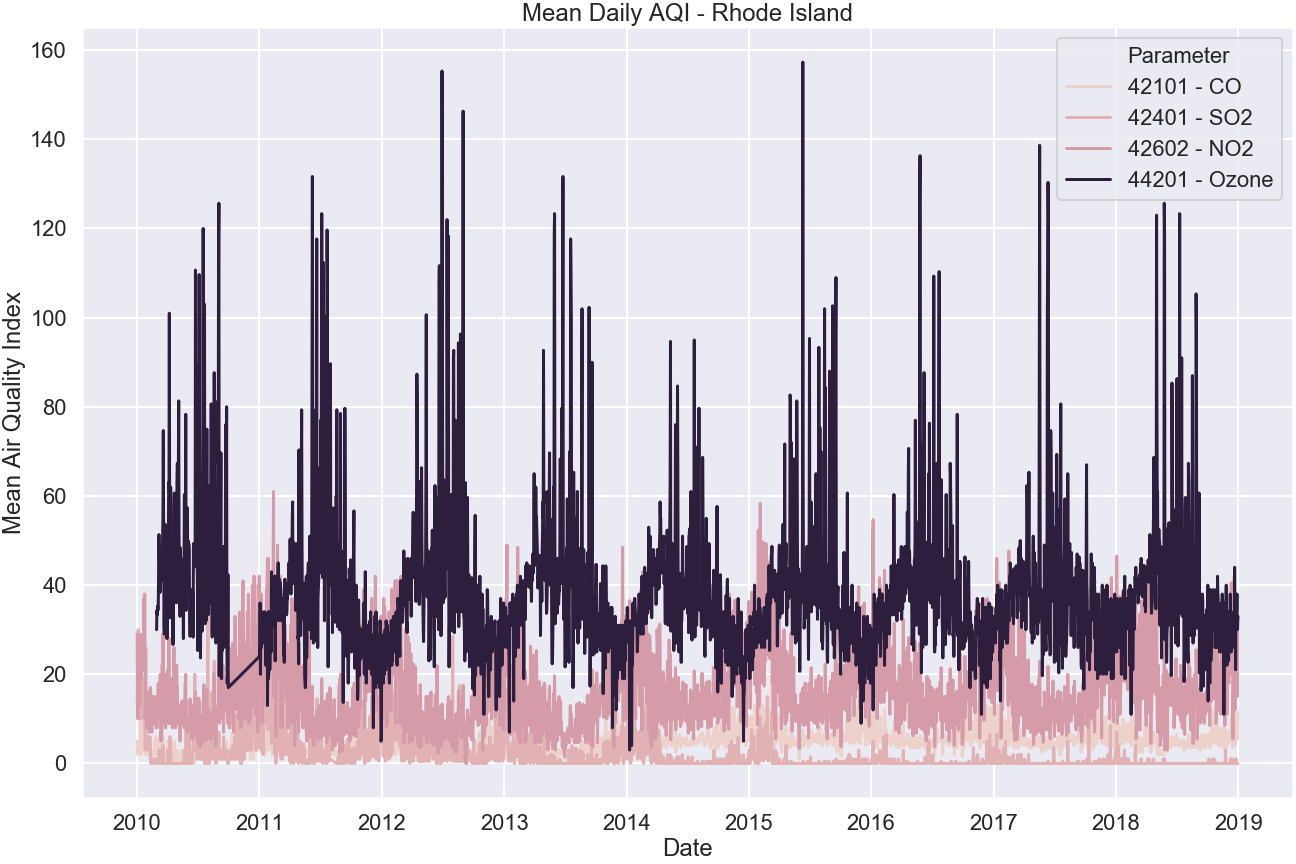 Mean Daily AQI - Rhode Island
Parameter
42101 - CO
42401 - SO2
42602 - NO2
44201 - Ozone
Mean Air Quality Index
160
140
120
100
80
60
40
20
0
2010 2011 2012 2013 2014 2015 2016 2017 2018 2019
Date